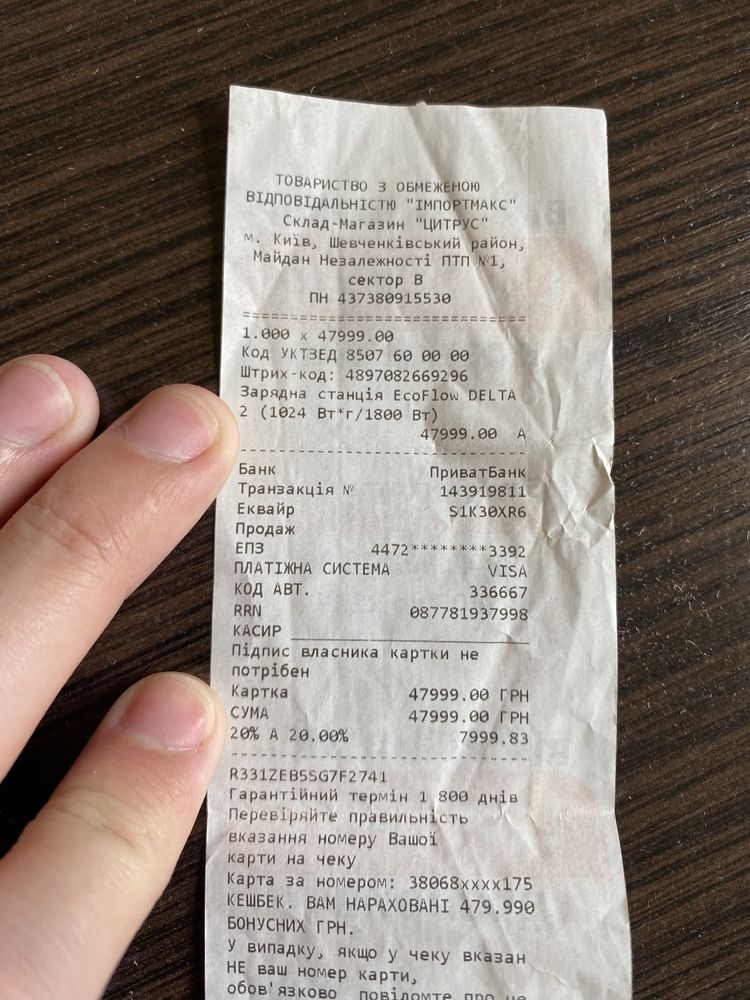 ТОВАРИСТВО З ОБМЕЖЕНОЮ
ВІДПОВІДАЛЬНІСТЮ "ІМПОРТМАКС"
Склад-Магазин "ЦИТРУС"
м. Київ, Шевченківський район,
Майдан Незалежності ПТП №1,
сектор В
ПН 437380915530
1.000 x 47999.00
Код УКТЗЕД 8507 60 00 00
Штрих-код: 4897082669296
Зарядна станція EcoFlow DELTA
2 (1024 Вт*г/1800 Вт)
47999.00 А
Банк ПриватБанк
Транзакція № 143919811
Еквайр S1K30XR6
Продаж
ЕПЗ 4472********3392
ПЛАТІЖНА СИСТЕМА VISA
КОД АВТ. 336667
RRN 087781937998
КАСИР
Підпис власника картки не
потрібен
Картка 47999.00 ГРН
СУМА 47999.00 ГРН
20% А 20.00% 7999.83
R331ZEB5SG7F2741
Гарантійний термін 1 800 днів
Перевіряйте правильність
вказання номеру Вашої
карти на чеку
Карта за номером: 38068xxxx175
КЕШБЕК. ВАМ НАРАХОВАНІ 479.990
БОНУСНИХ ГРН.
У випадку, якщо у чеку вказан
НЕ ваш номер карти,
обов'язково повідомте про це